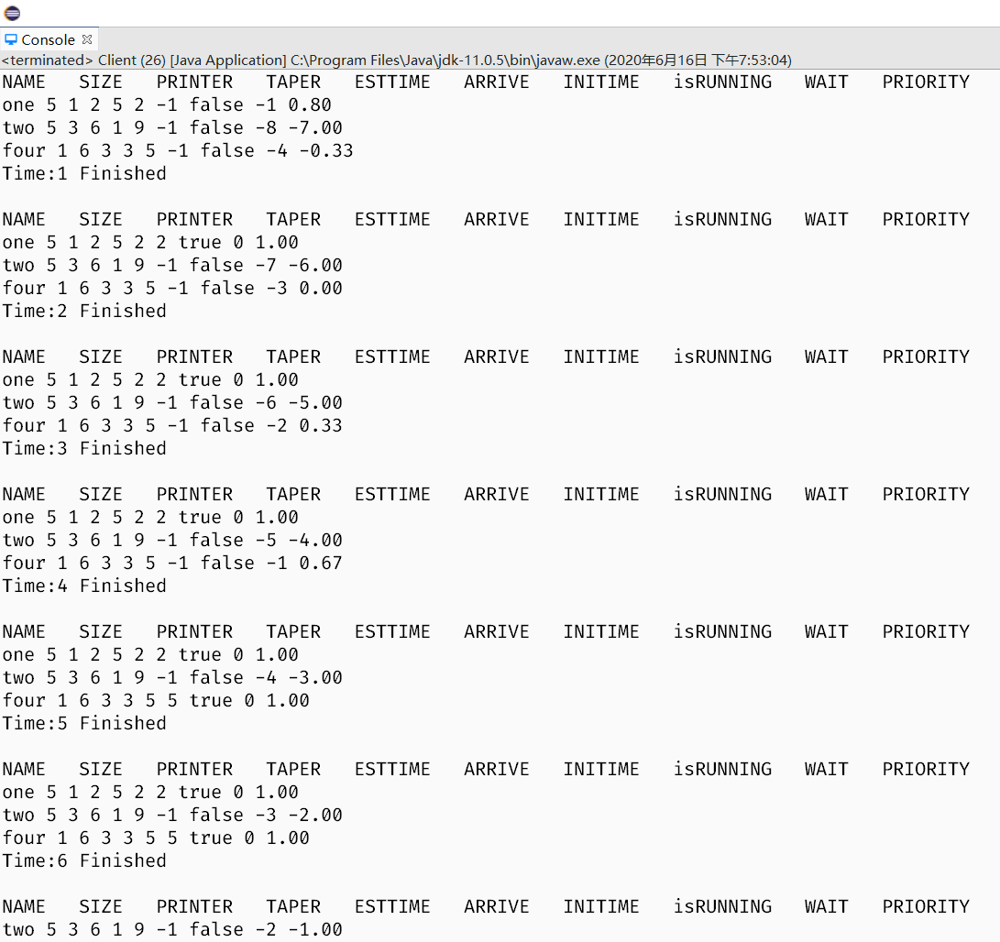 Console
<terminated> Client (26) [Java Application] C:\Program Files\Java\jdk-11.0.5\bin\javaw.exe (2020年6月16日 下午7:53:04)
NAME SIZE PRINTER TAPER ESTTIME ARRIVE INITIME isRUNNING WAIT PRIORITY
one 5 1 2 5 2 -1 false -1 0.80
two 5 3 6 1 9 -1 false -8 -7.00
four 1 6 3 3 5 -1 false -4 -0.33
Time:1 Finished
NAME SIZE PRINTER TAPER ESTTIME ARRIVE INITIME isRUNNING WAIT PRIORITY
one 5 1 2 5 2 2 true 0 1.00
two 5 3 6 1 9 -1 false -7 -6.00
four 1 6 3 3 5 -1 false -3 0.00
Time:2 Finished
NAME SIZE PRINTER TAPER ESTTIME ARRIVE INITIME isRUNNING WAIT PRIORITY
one 5 1 2 5 2 2 true 0 1.00
two 5 3 6 1 9 -1 false -6 -5.00
four 1 6 3 3 5 -1 false -2 0.33
Time:3 Finished
NAME SIZE PRINTER TAPER ESTTIME ARRIVE INITIME isRUNNING WAIT PRIORITY
one 5 1 2 5 2 2 true 0 1.00
two 5 3 6 1 9 -1 false -5 -4.00
four 1 6 3 3 5 -1 false -1 0.67
Time:4 Finished
NAME SIZE PRINTER TAPER ESTTIME ARRIVE INITIME isRUNNING WAIT PRIORITY
one 5 1 2 5 2 2 true 0 1.00
two 5 3 6 1 9 -1 false -4 -3.00
four 1 6 3 3 5 5 true 0 1.00
Time:5 Finished
NAME SIZE PRINTER TAPER ESTTIME ARRIVE INITIME isRUNNING WAIT PRIORITY
one 5 1 2 5 2 2 true 0 1.00
two 5 3 6 1 9 -1 false -3 -2.00
four 1 6 3 3 5 5 true 0 1.00
Time:6 Finished
NAME SIZE PRINTER TAPER ESTTIME ARRIVE INITIME isRUNNING WAIT PRIORITY
two 5 3 6 1 9 -1 false -2 -1.00